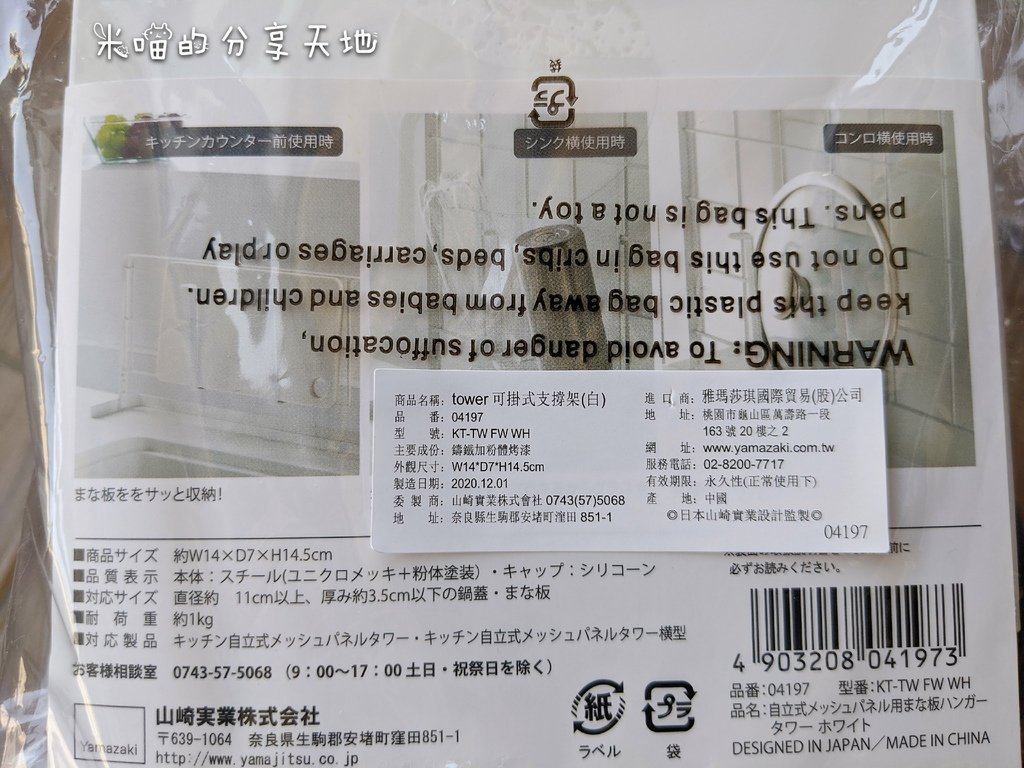 米喵的分享天地
袋
プラ
キッチンカウンター前使用時
シンク横使用時
コンロ横使用時
WARNING: To avoid danger of suffocation,
keep this plastic bag away from babies and children.
Do not use this bag in cribs, beds, carriages or play
pens. This bag is not a toy.
まな板ををサッと収納!
商品名稱: tower 可掛式支撐架(白)
品 番: 04197
型 號: KT-TW FW WH
主要成份: 鑄鐵加粉體烤漆
外觀尺寸: W14*D7*H14.5cm
製造日期: 2020.12.01
委 製 商: 山崎實業株式會社 0743(57)5068
地 址: 奈良縣生駒郡安堵町窪田 851-1
進 口 商: 雅瑪莎琪國際貿易(股)公司
地 址: 桃園市龜山區萬壽路一段
163 號 20 樓之 2
網 址: www.yamazaki.com.tw
服務電話: 02-8200-7717
有效期限: 永久性(正常使用下)
產 地: 中國
◎日本山崎實業設計監製◎
04197
■商品サイズ 約W14×D7×H14.5cm
■品質表示 本体:スチール(ユニクロメッキ+粉体塗装)・キャップ:シリコーン
■対応サイズ 直径約 11cm以上、厚み約3.5cm以下の鍋蓋・まな板
■耐荷重 約1kg
■対応製品 キッチン自立式メッシュパネルタワー・キッチン自立式メッシュパネルタワー横型
お客様相談室 0743-57-5068 (9:00～17:00 土日・祝祭日を除く)
前に
必ずお読みください。
4 903208 041973
品番:04197 型番:KT-TW FW WH
品名:自立式メッシュパネル用まな板ハンガー
タワー ホワイト
DESIGNED IN JAPAN/MADE IN CHINA
Yamazaki
山崎実業株式会社
〒639-1064 奈良県生駒郡安堵町窪田851-1
http://www.yamajitsu.co.jp
紙
ラベル
プラ
袋